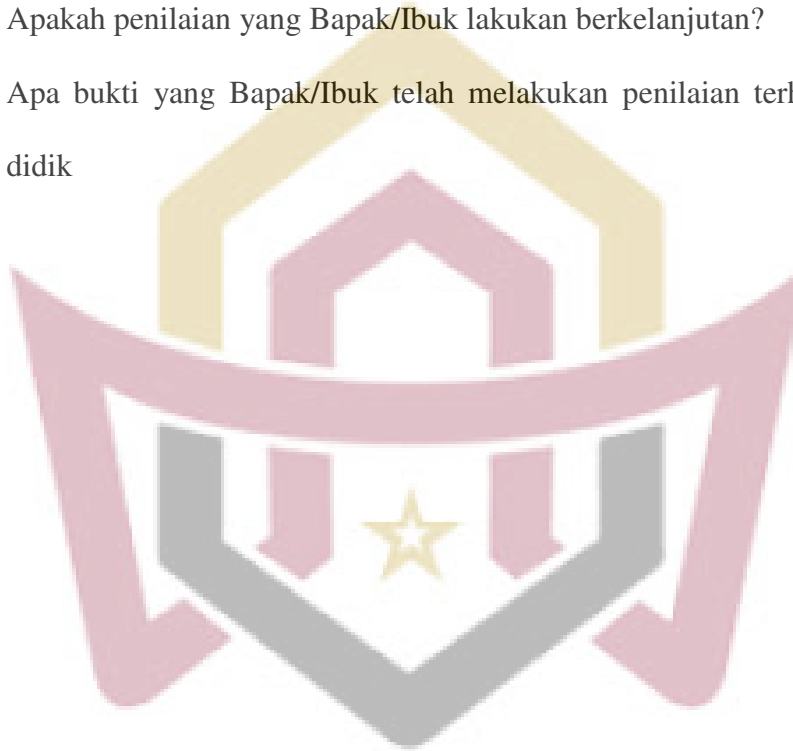 Apakah penilaian yang Bapak/Ibuk lakukan berkelanjutan?
Apa bukti yang Bapak/Ibuk telah melakukan penilaian
didik